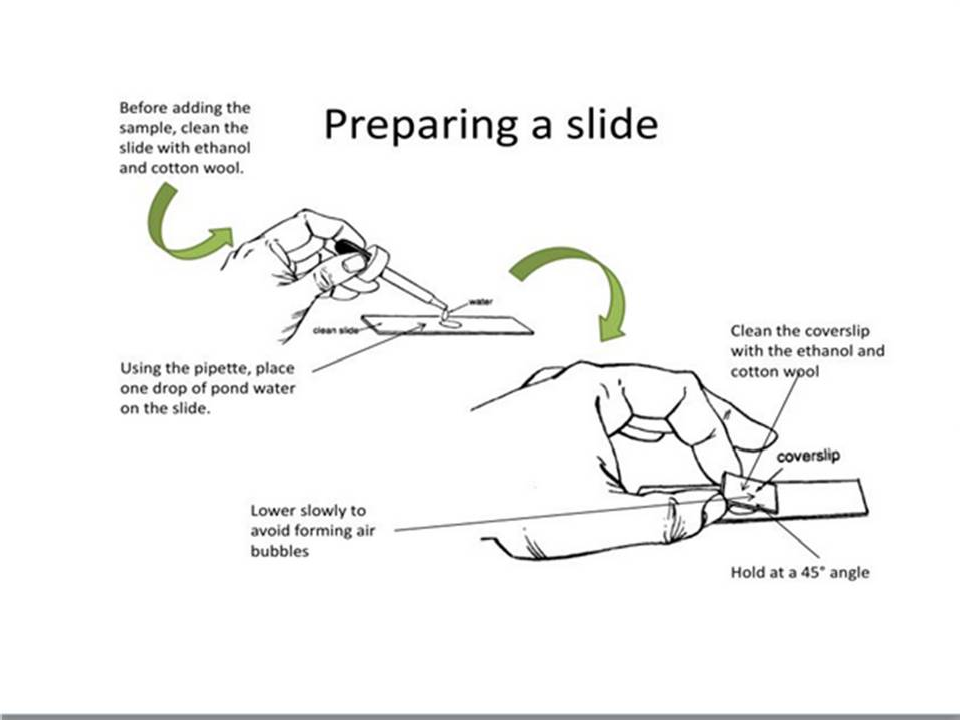 Preparing a slide
Before adding the
sample, clean the
slide with ethanol
and cotton wool.
water
clean slide
Using the pipette, place
one drop of pond water
on the slide.
Clean the coverslip
with the ethanol and
cotton wool
coverslip
Lower slowly to
avoid forming air
bubbles
Hold at a 45° angle